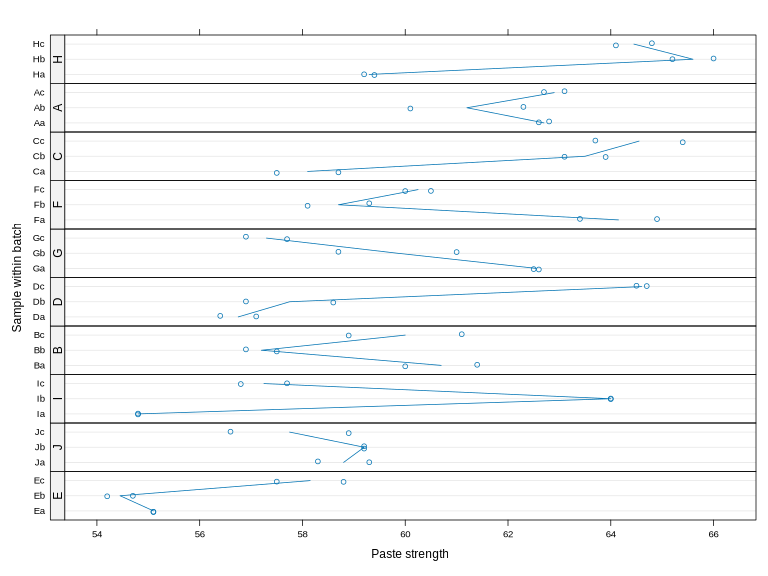 Hc
Hb
Ha
H
Ac
Ab
Aa
A
Cc
Cb
Ca
C
Fc
Fb
Fa
F
Gc
Gb
Ga
G
Dc
Db
Da
D
Bc
Bb
Ba
B
Ic
Ib
Ia
I
Jc
Jb
Ja
J
Ec
Eb
Ea
E
Sample within batch
54 56 58 60 62 64 66
Paste strength